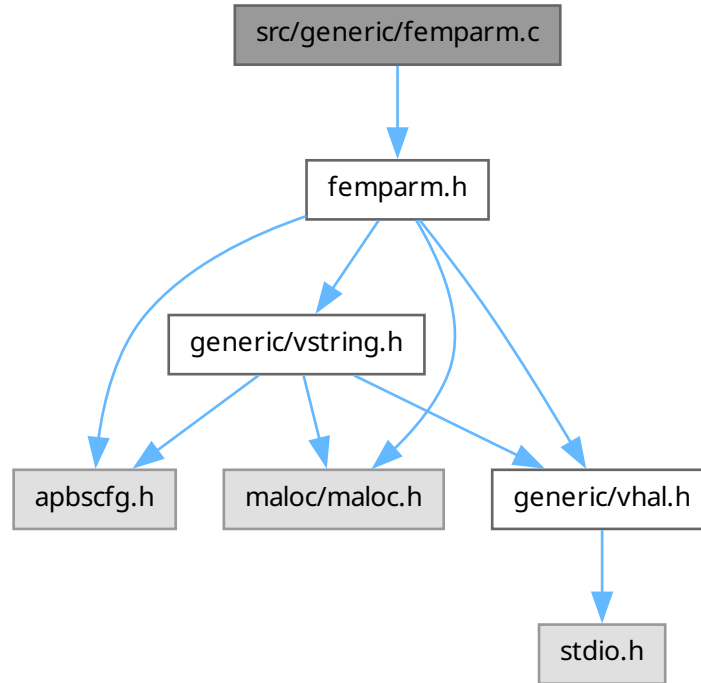 src/generic/femparm.c
femparm.h
generic/vstring.h
apbscfg.h
maloc/maloc.h
generic/vhal.h
stdio.h